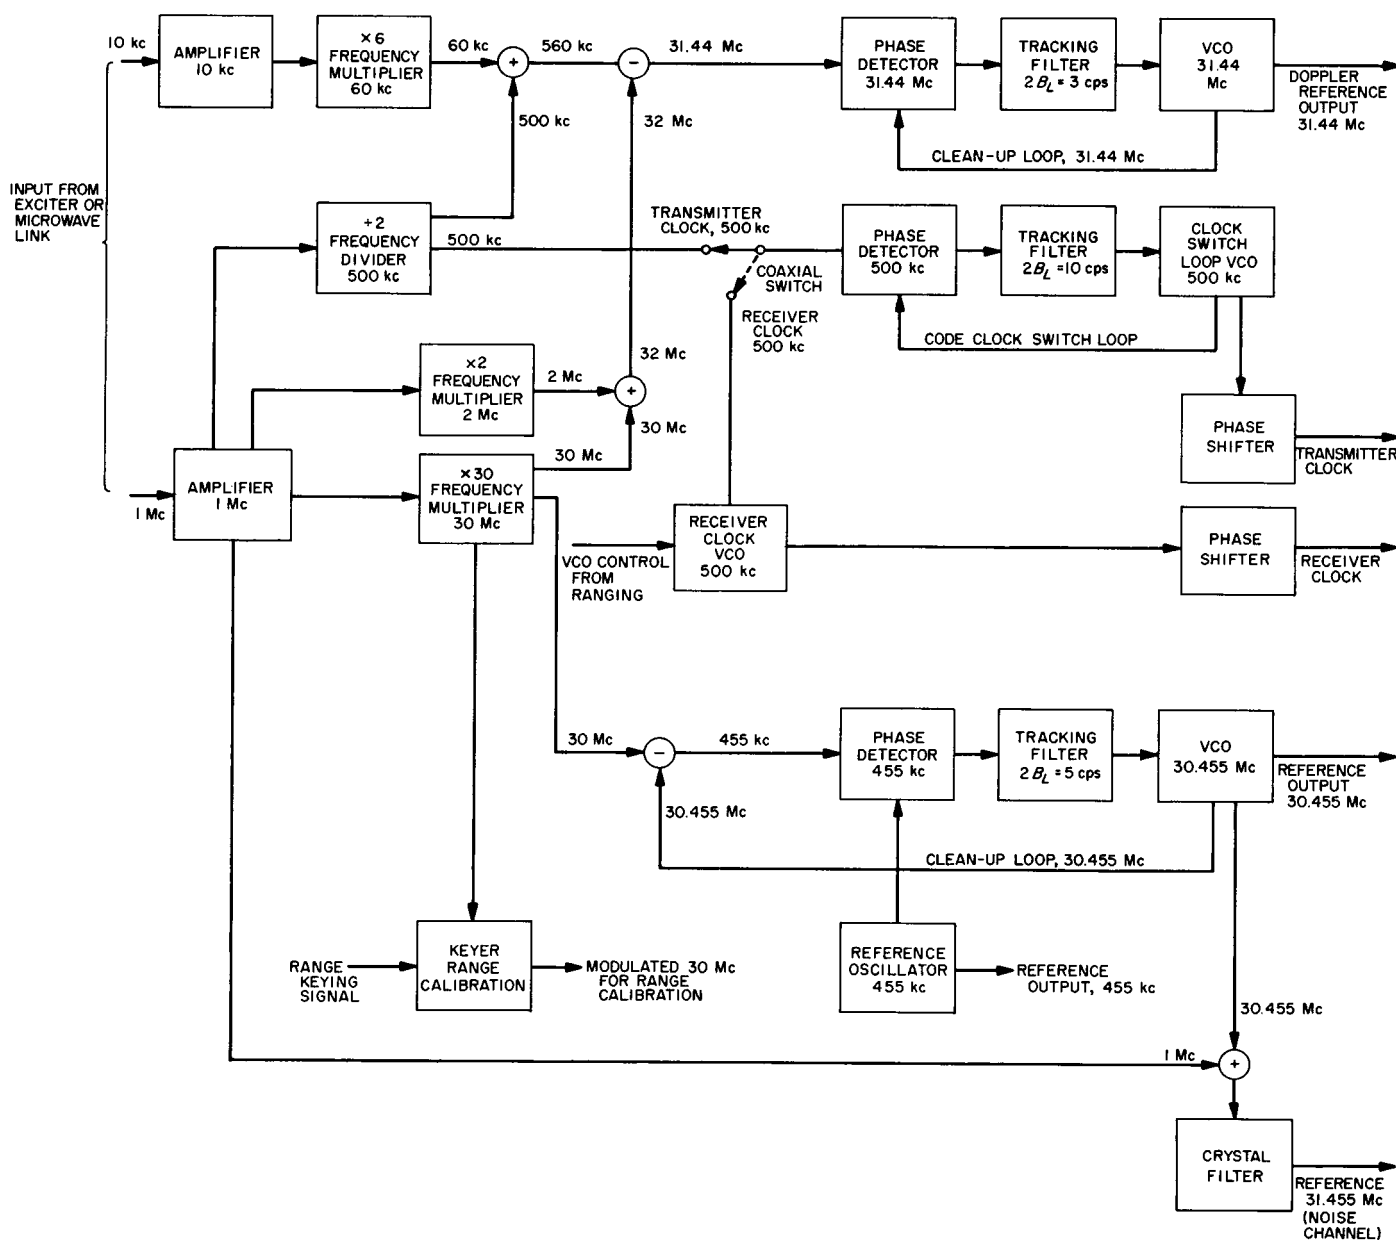 10 kc
AMPLIFIER
10 kc
×6
FREQUENCY
MULTIPLIER
60 kc
60 kc
+
560 kc
−
31.44 Mc
PHASE
DETECTOR
31.44 Mc
TRACKING
FILTER
2B_L = 3 cps
VCO
31.44
Mc
DOPPLER
REFERENCE
OUTPUT
31.44 Mc
500 kc
32 Mc
CLEAN-UP LOOP, 31.44 Mc
INPUT FROM
EXCITER OR
MICROWAVE
LINK
÷2
FREQUENCY
DIVIDER
500 kc
500 kc
TRANSMITTER
CLOCK, 500 kc
COAXIAL
SWITCH
RECEIVER
CLOCK
500 kc
PHASE
DETECTOR
500 kc
TRACKING
FILTER
2B_L = 10 cps
CLOCK
SWITCH
LOOP VCO
500 kc
CODE CLOCK SWITCH LOOP
32 Mc
×2
FREQUENCY
MULTIPLIER
2 Mc
2 Mc
+
30 Mc
PHASE
SHIFTER
TRANSMITTER
CLOCK
1 Mc
AMPLIFIER
1 Mc
×30
FREQUENCY
MULTIPLIER
30 Mc
30 Mc
VCO CONTROL
FROM
RANGING
RECEIVER
CLOCK
VCO
500 kc
PHASE
SHIFTER
RECEIVER
CLOCK
30 Mc
−
455 kc
PHASE
DETECTOR
455 kc
TRACKING
FILTER
2B_L = 5 cps
VCO
30.455 Mc
REFERENCE
OUTPUT
30.455 Mc
30.455 Mc
CLEAN-UP LOOP, 30.455 Mc
RANGE
KEYING
SIGNAL
KEYER
RANGE
CALIBRATION
MODULATED 30 Mc
FOR RANGE
CALIBRATION
REFERENCE
OSCILLATOR
455 kc
REFERENCE
OUTPUT, 455 kc
30.455 Mc
1 Mc
+
CRYSTAL
FILTER
REFERENCE
31.455 Mc
(NOISE
CHANNEL)